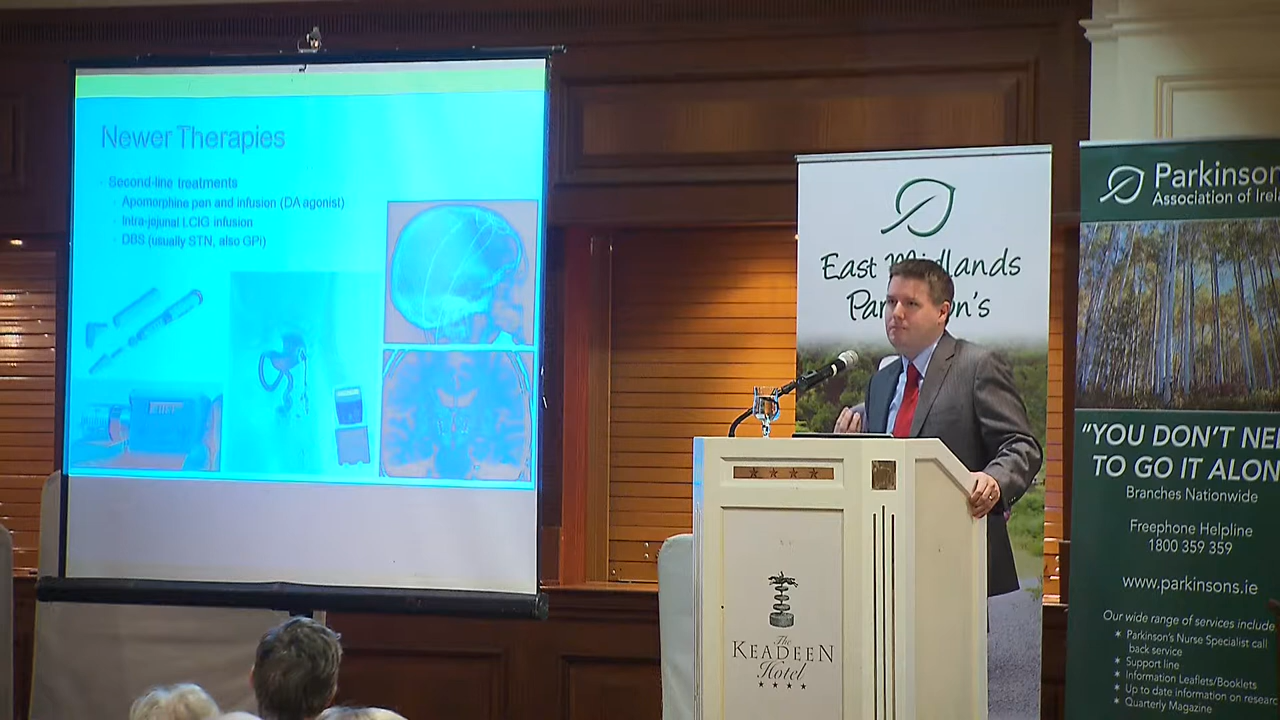 Newer Therapies
Second-line treatments
Apomorphine pen and infusion (DA agonist)
Intra-jejunal LCIG infusion
DBS (usually STN, also GPi)
East Midlands
Par on's
Parkinson
Association of Irela
"YOU DON'T NE
TO GO IT ALON
Branches Nationwide
Freephone Helpline
1800 359 359
www.parkinsons.ie
Our wide range of services include
* Parkinson's Nurse Specialist call
back service
* Support line
* Information Leaflets/Booklets
* Up to date information on researc
* Quarterly Magazine
The
KEADEEN
Hotel